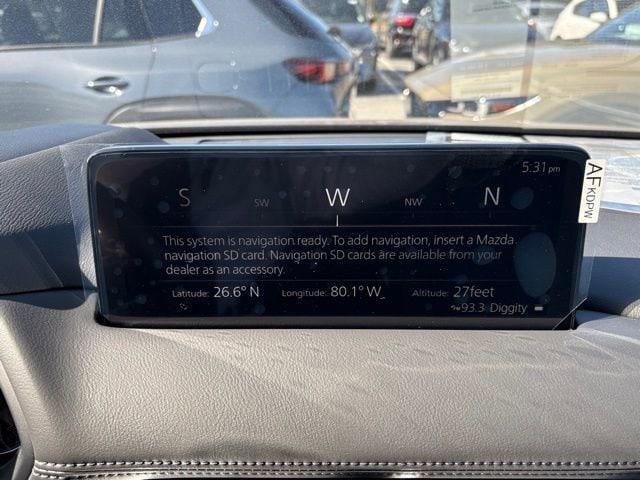 5:31 pm
S SW W NW N
AFKDPW
This system is navigation ready. To add navigation, insert a Mazda
navigation SD card. Navigation SD cards are available from your
dealer as an accessory.
Latitude: 26.6° N Longitude: 80.1° W Altitude: 27feet
93.3 Diggity